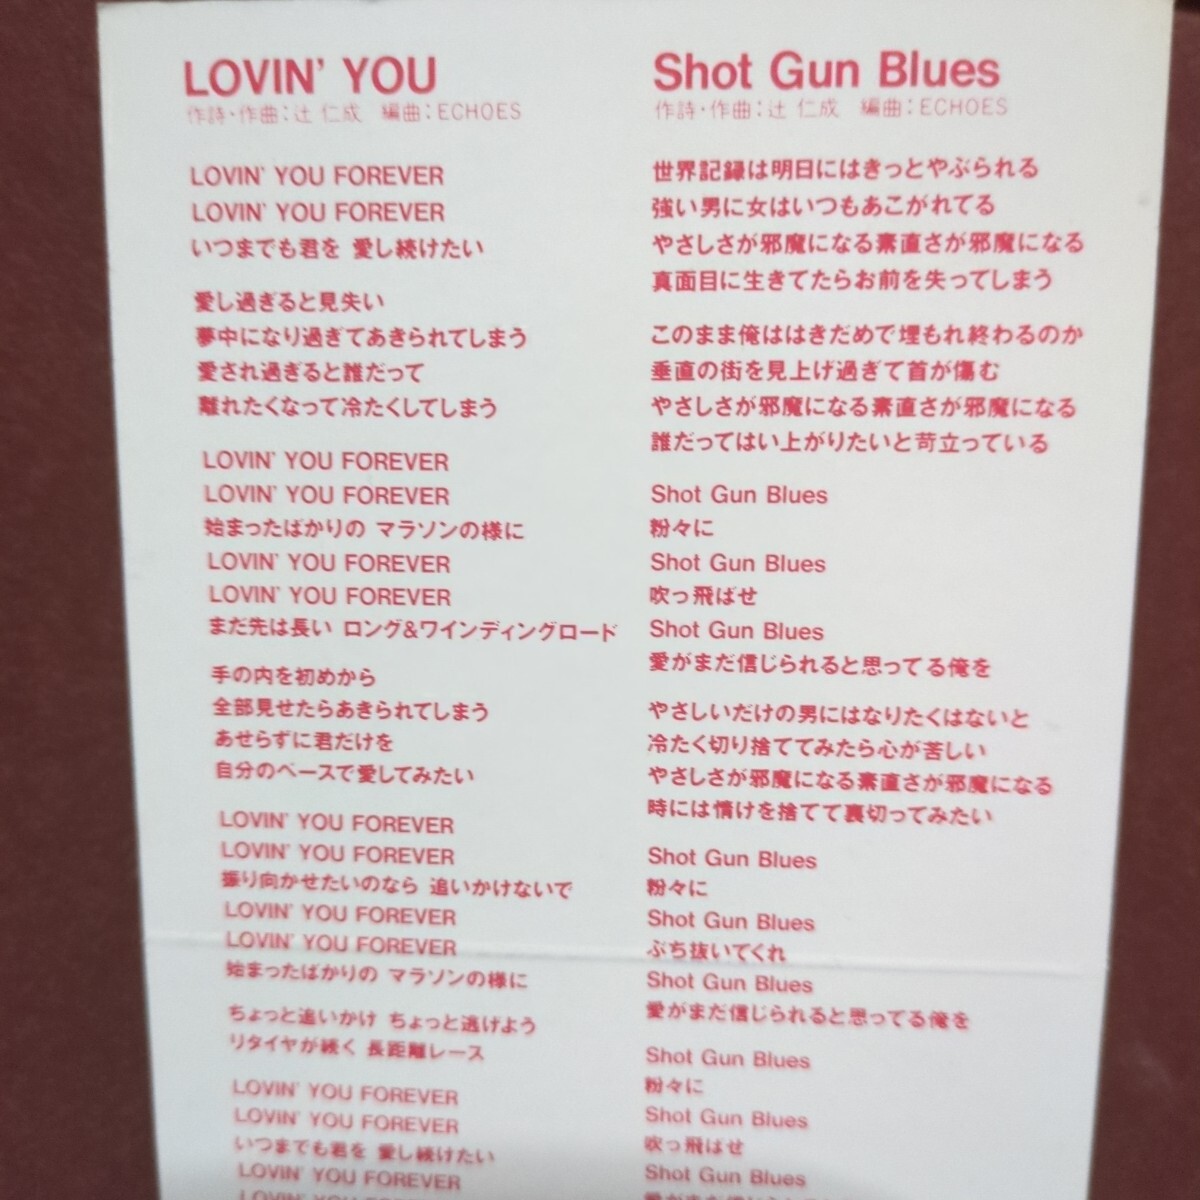 LOVIN' YOU
作詩・作曲：辻 仁成　編曲：ECHOES
LOVIN' YOU FOREVER
LOVIN' YOU FOREVER
いつまでも君を 愛し続けたい
愛し過ぎると見失い
夢中になり過ぎてあきられてしまう
愛され過ぎると誰だって
離れたくなって冷たくしてしまう
LOVIN' YOU FOREVER
LOVIN' YOU FOREVER
始まったばかりの マラソンの様に
LOVIN' YOU FOREVER
LOVIN' YOU FOREVER
まだ先は長い ロング&ワインディングロード
手の内を初めから
全部見せたらあきられてしまう
あせらずに君だけを
自分のペースで愛してみたい
LOVIN' YOU FOREVER
LOVIN' YOU FOREVER
振り向かせたいのなら 追いかけないで
LOVIN' YOU FOREVER
LOVIN' YOU FOREVER
始まったばかりの マラソンの様に
ちょっと追いかけ ちょっと逃げよう
リタイヤが続く 長距離レース
LOVIN' YOU FOREVER
LOVIN' YOU FOREVER
いつまでも君を 愛し続けたい
LOVIN' YOU FOREVER
LOVIN' YOU FOREVER
Shot Gun Blues
作詩・作曲：辻 仁成　編曲：ECHOES
世界記録は明日にはきっとやぶられる
強い男に女はいつもあこがれてる
やさしさが邪魔になる素直さが邪魔になる
真面目に生きてたらお前を失ってしまう
このまま俺ははきだめで埋もれ終わるのか
垂直の街を見上げ過ぎて首が傷む
やさしさが邪魔になる素直さが邪魔になる
誰だってはい上がりたいと苛立っている
Shot Gun Blues
粉々に
Shot Gun Blues
吹っ飛ばせ
Shot Gun Blues
愛がまだ信じられると思ってる俺を
やさしいだけの男にはなりたくはないと
冷たく切り捨ててみたら心が苦しい
やさしさが邪魔になる素直さが邪魔になる
時には情けを捨てて裏切ってみたい
Shot Gun Blues
粉々に
Shot Gun Blues
ぶち抜いてくれ
Shot Gun Blues
愛がまだ信じられると思ってる俺を
Shot Gun Blues
粉々に
Shot Gun Blues
吹っ飛ばせ
Shot Gun Blues